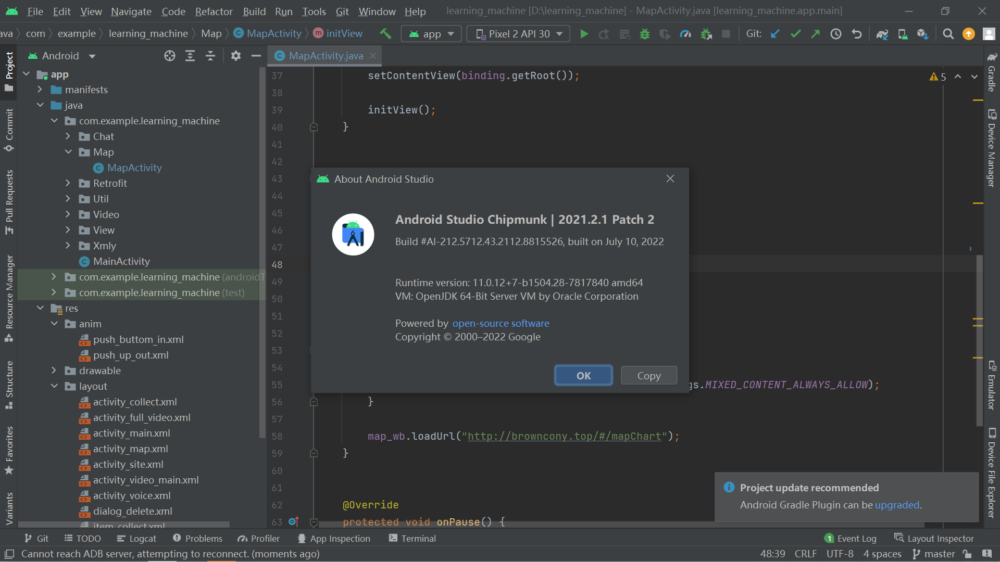 File Edit View Navigate Code Refactor Build Run Tools Git Window Help learning_machine [D:\learning_machine] - MapActivity.java [learning_machine.app.main]
ava com example learning_machine Map MapActivity initView app Pixel 2 API 30 Git:
Android
MapActivity.java
Project
Commit
Pull Requests
Resource Manager
Structure
Favorites
Variants
app
manifests
java
com.example.learning_machine
Chat
Map
MapActivity
Retrofit
Util
Video
View
Xmly
MainActivity
com.example.learning_machine (androidT
com.example.learning_machine (test)
res
anim
push_buttom_in.xml
push_up_out.xml
drawable
layout
activity_collect.xml
activity_full_video.xml
activity_main.xml
activity_map.xml
activity_site.xml
activity_video_main.xml
activity_voice.xml
dialog_delete.xml
item_collect.xml
37 setContentView(binding.getRoot());
38
39 initView();
40 }
41
42
43
44
45
46
47
48
49
50
51
52
53
54
55 gs.MIXED_CONTENT_ALWAYS_ALLOW);
56 }
57
58 map_wb.loadUrl("http://browncony.top/#/mapChart");
59 }
60
61
62 @Override
63 protected void onPause() {
5
About Android Studio
Android Studio Chipmunk | 2021.2.1 Patch 2
Build #AI-212.5712.43.2112.8815526, built on July 10, 2022
Runtime version: 11.0.12+7-b1504.28-7817840 amd64
VM: OpenJDK 64-Bit Server VM by Oracle Corporation
Powered by open-source software
Copyright © 2000–2022 Google
OK Copy
Project update recommended
Android Gradle Plugin can be upgraded.
Gradle
Device Manager
Emulator
Device File Explorer
Git TODO Logcat Problems Profiler App Inspection Terminal 1 Event Log Layout Inspector
Cannot reach ADB server, attempting to reconnect. (moments ago) 48:39 CRLF UTF-8 4 spaces master